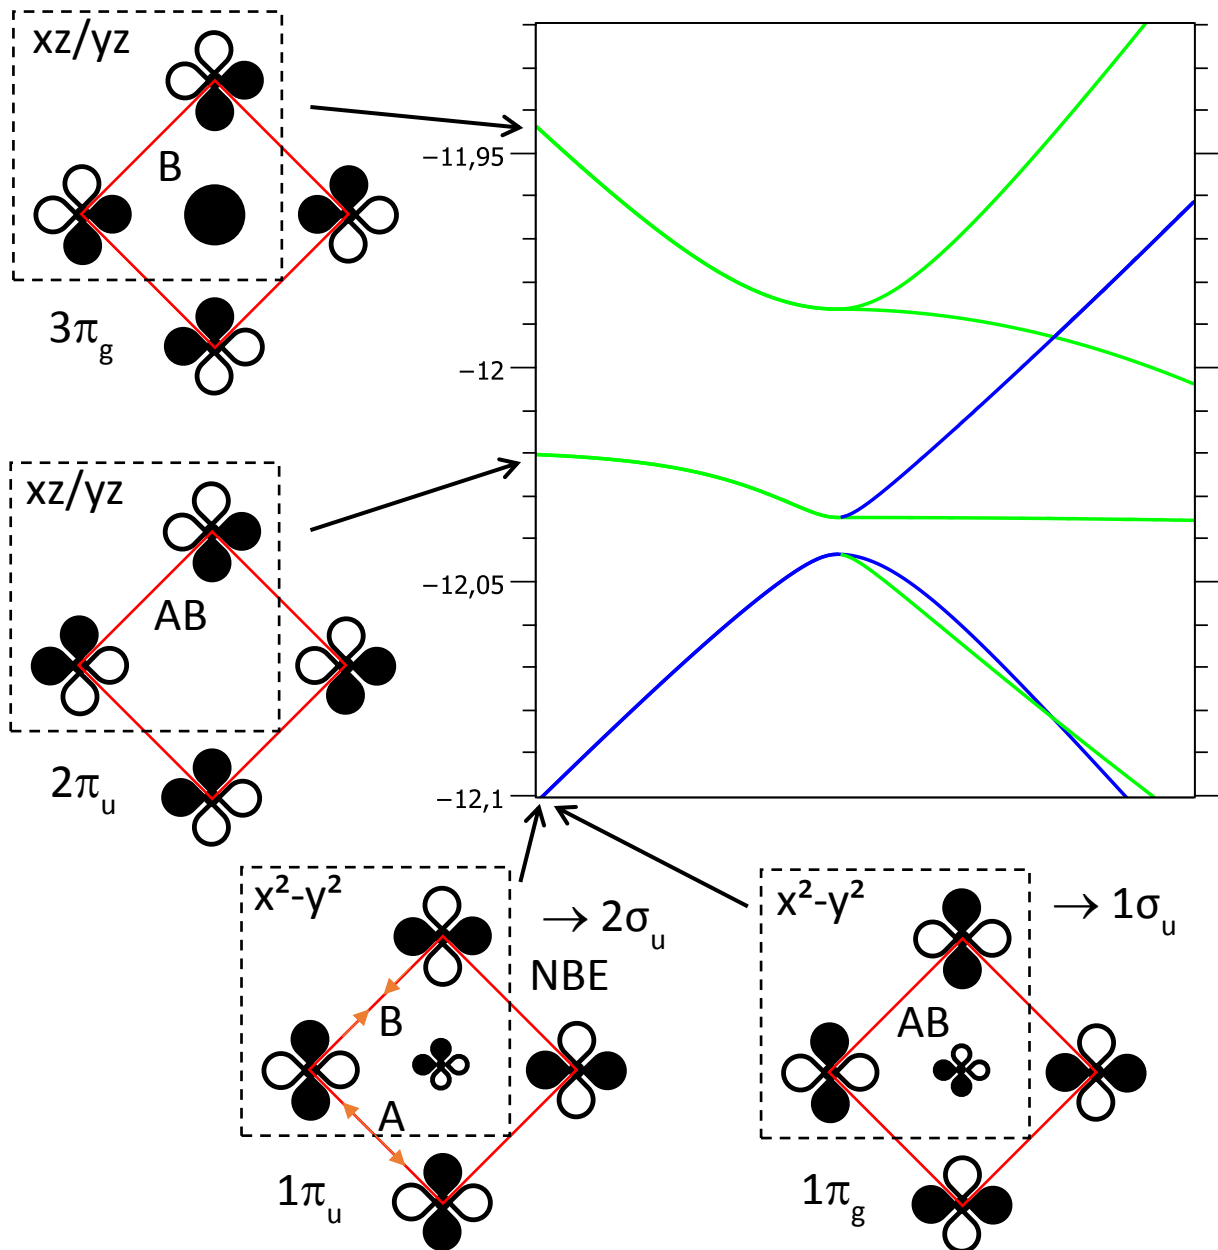 xz/yz
B
3πg
−11,95
−12
−12,05
−12,1
xz/yz
AB
2πu
x²-y²
→ 2σu
NBE
B
A
1πu
x²-y²
→ 1σu
AB
1πg